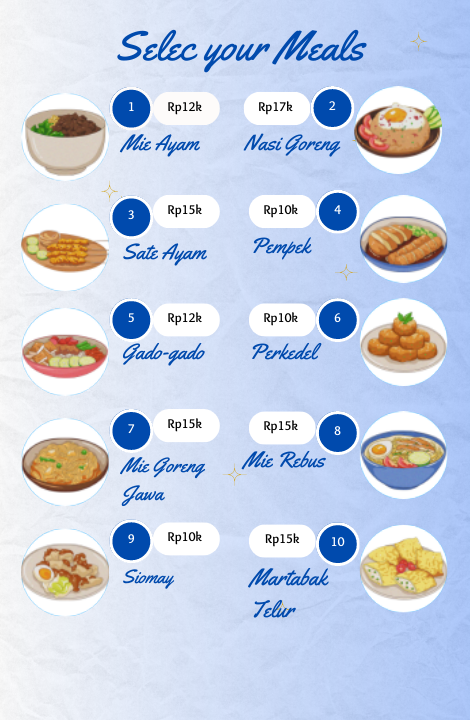 Selec your Meals
1 Rp12k
Mie Ayam
Rp17k 2
Nasi Goreng
3 Rp15k
Sate Ayam
Rp10k 4
Pempek
5 Rp12k
Gado-gado
Rp10k 6
Perkedel
7 Rp15k
Mie Goreng
Jawa
Rp15k 8
Mie Rebus
9 Rp10k
Siomay
Rp15k 10
Martabak
Telur